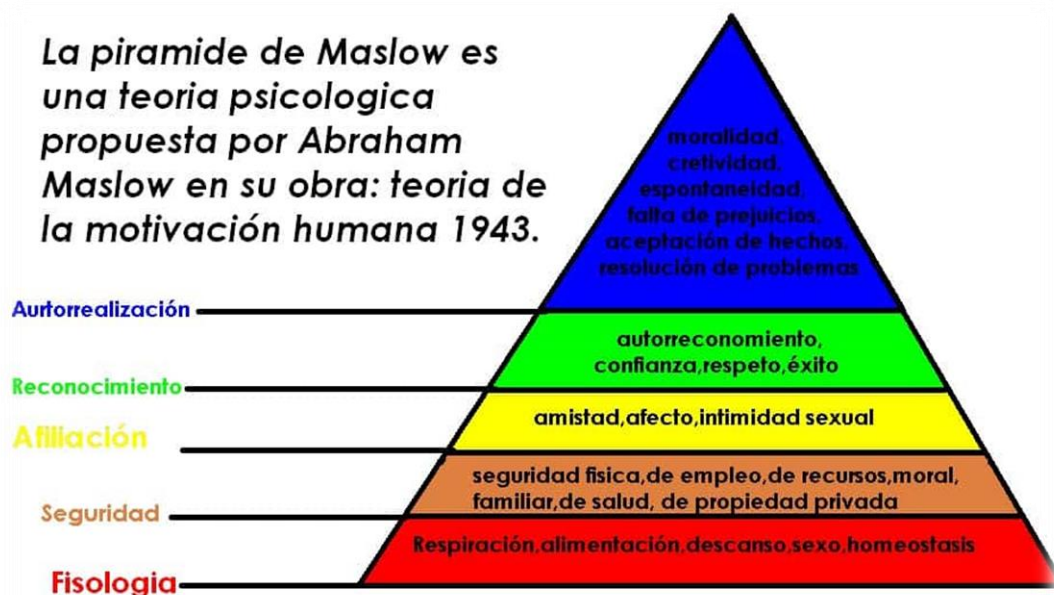 La piramide de Maslow es
una teoria psicologica
propuesta por Abraham
Maslow en su obra: teoria de
la motivación humana 1943.
moralidad,
cretividad,
espontaneidad,
falta de prejuicios,
aceptación de hechos,
resolución de problemas
Aurtorrealización
autorreconomiento,
confianza,respeto,éxito
Reconocimiento
amistad,afecto,intimidad sexual
Afiliación
seguridad fisica,de empleo,de recursos,moral,
familiar,de salud, de propiedad privada
Seguridad
Respiración,alimentación,descanso,sexo,homeostasis
Fisologia